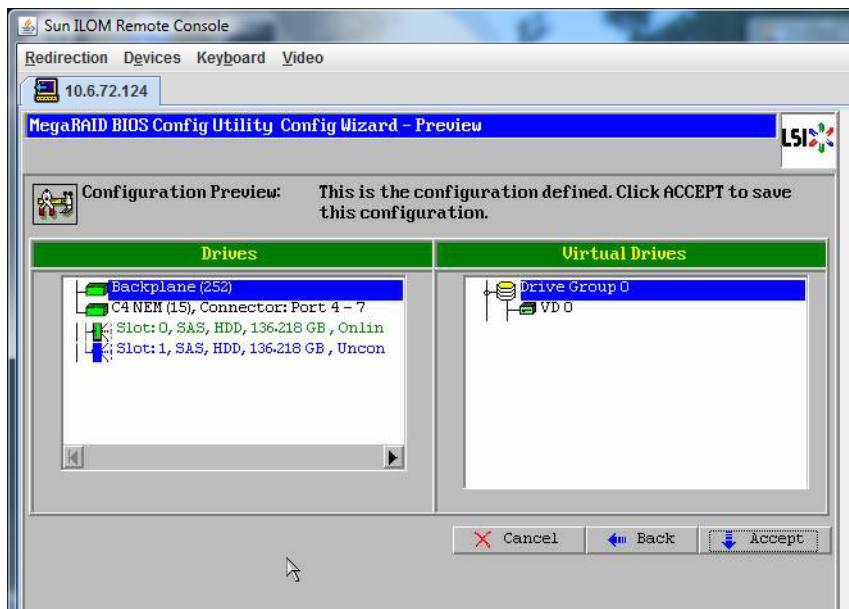 Sun ILOM Remote Console
Redirection Devices Keyboard Video
10.6.72.124
MegaRAID BIOS Config Utility Config Wizard - Preview
LSI
Configuration Preview: This is the configuration defined. Click ACCEPT to save
this configuration.
Drives
Virtual Drives
Backplane (252)
C4 NEM (15), Connector: Port 4 - 7
Slot: 0, SAS, HDD, 136.218 GB , Onlin
Slot: 1, SAS, HDD, 136.218 GB , Uncon
Drive Group 0
VD 0
Cancel
Back
Accept